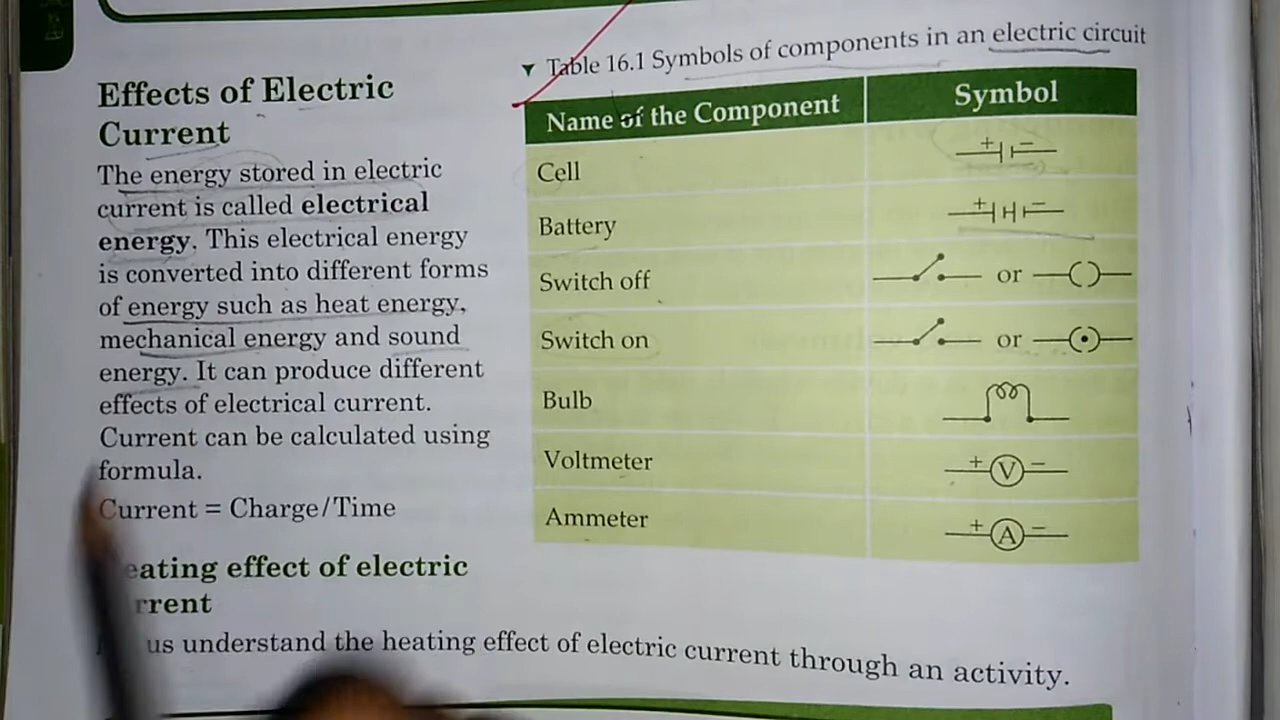 Effects of Electric
Current
The energy stored in electric
current is called electrical
energy. This electrical energy
is converted into different forms
of energy such as heat energy,
mechanical energy and sound
energy. It can produce different
effects of electrical current.
Current can be calculated using
formula.
Current = Charge/Time
eating effect of electric
rrent
us understand the heating effect of electric current through an activity.
Table 16.1 Symbols of components in an electric circuit
Name of the Component Symbol
Cell + −
Battery + −
Switch off or
Switch on or
Bulb
Voltmeter + V −
Ammeter + A −